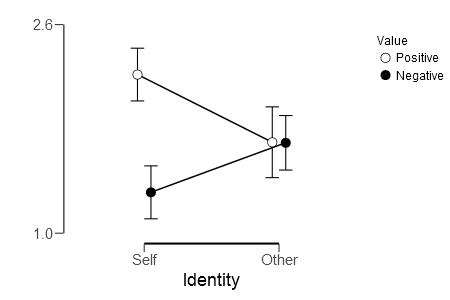 2.6
Value
Positive
Negative
1.0
Self Other
Identity